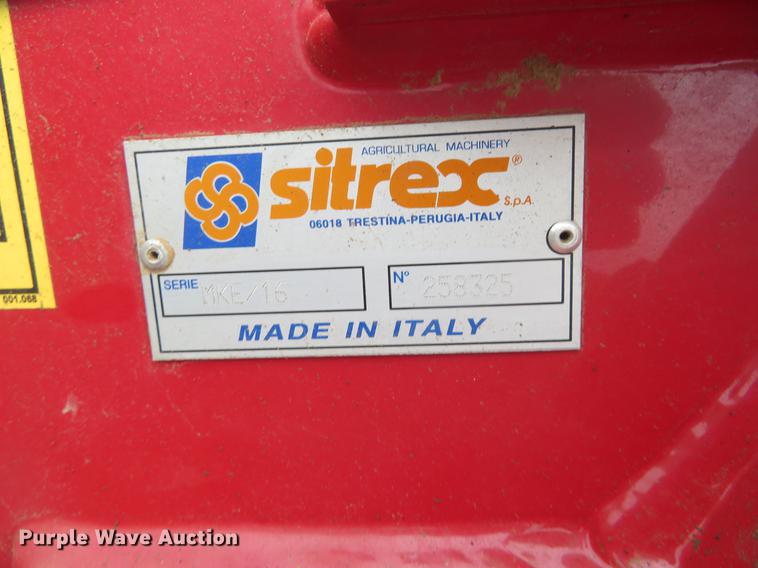 AGRICULTURAL MACHINERY
sitrex® S.p.A.
06018 TRESTINA-PERUGIA-ITALY
SERIE MKE/16
N° 258325
MADE IN ITALY
001.068
Purple Wave Auction